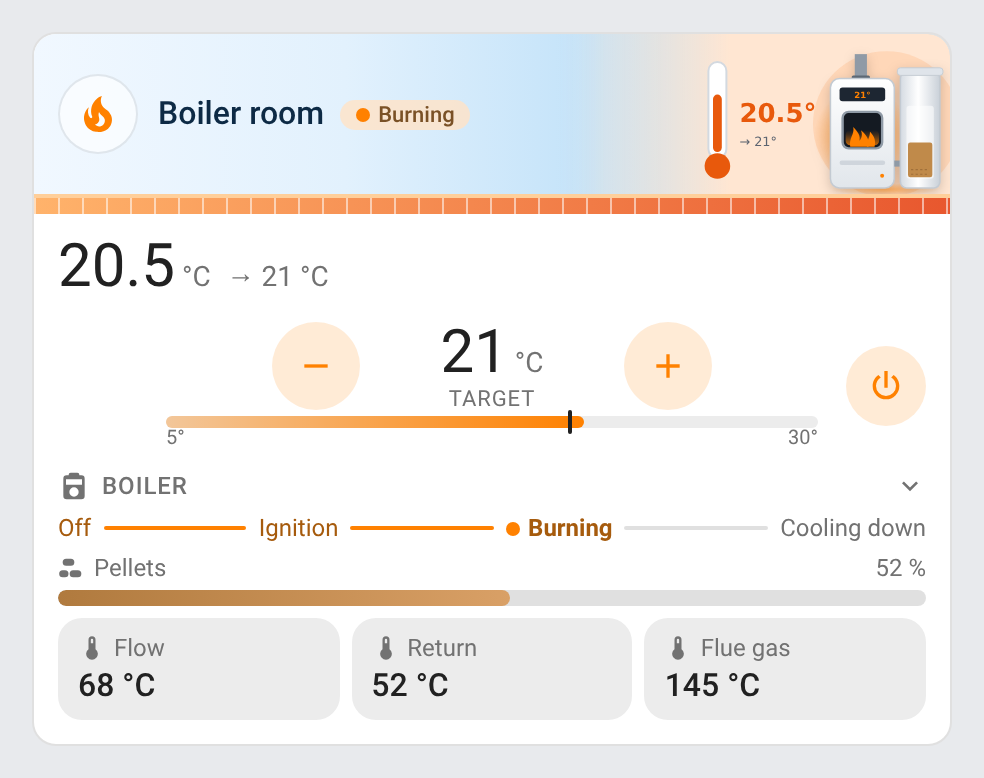 Boiler room
Burning
20.5°
→ 21°
21°
20.5 °C → 21 °C
−
21 °C
+
TARGET
5°
30°
BOILER
Off
Ignition
Burning
Cooling down
Pellets
52 %
Flow
68 °C
Return
52 °C
Flue gas
145 °C